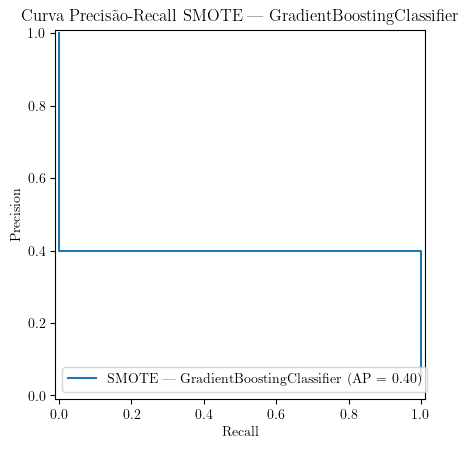 Curva Precisão-Recall SMOTE — GradientBoostingClassifier
1.0
0.8
0.6
0.4
0.2
0.0
Precision
SMOTE — GradientBoostingClassifier (AP = 0.40)
0.0 0.2 0.4 0.6 0.8 1.0
Recall